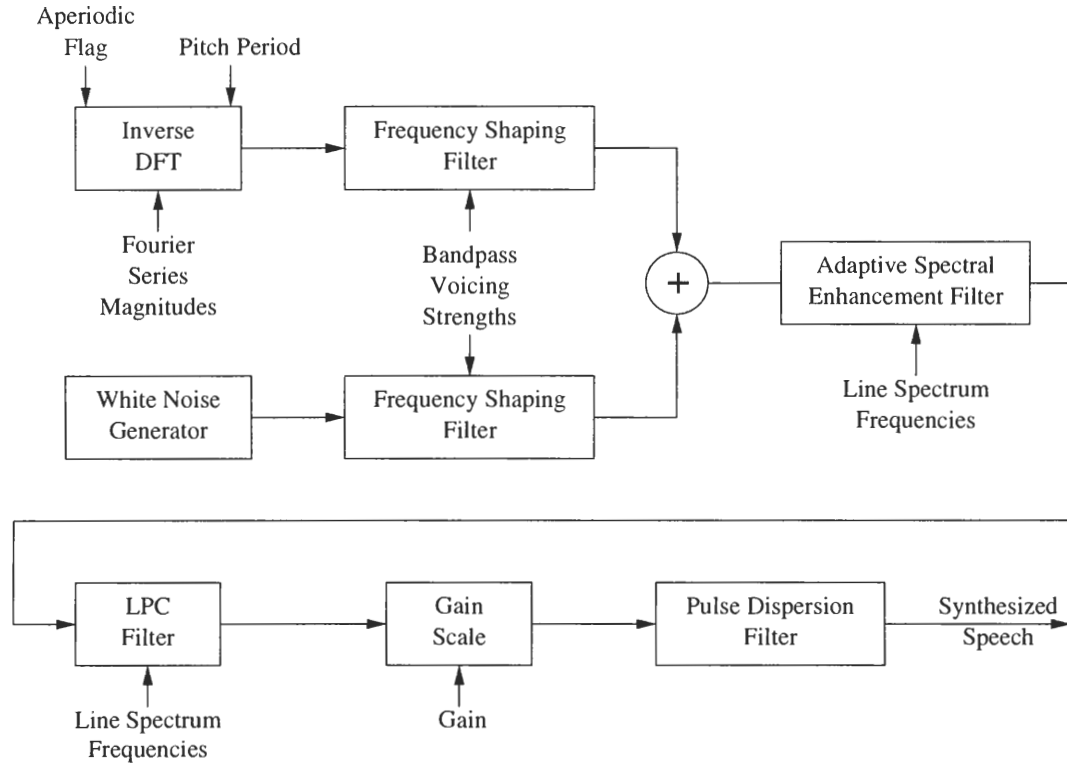 Aperiodic
Flag
Pitch Period
Inverse
DFT
Frequency Shaping
Filter
Fourier
Series
Magnitudes
Bandpass
Voicing
Strengths
+
Adaptive Spectral
Enhancement Filter
White Noise
Generator
Frequency Shaping
Filter
Line Spectrum
Frequencies
LPC
Filter
Gain
Scale
Pulse Dispersion
Filter
Synthesized
Speech
Line Spectrum
Frequencies
Gain